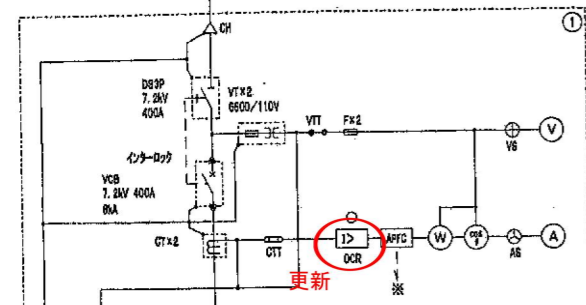 ①
CH
DS3P
7.2kV
400A
VT×2
6600/110V
VTT
F×2
VS
V
インターロック
VCB
7.2kV 400A
8kA
CT×2
CTT
I>
OCR
APFC
W
cos φ
AS
A
更新
※